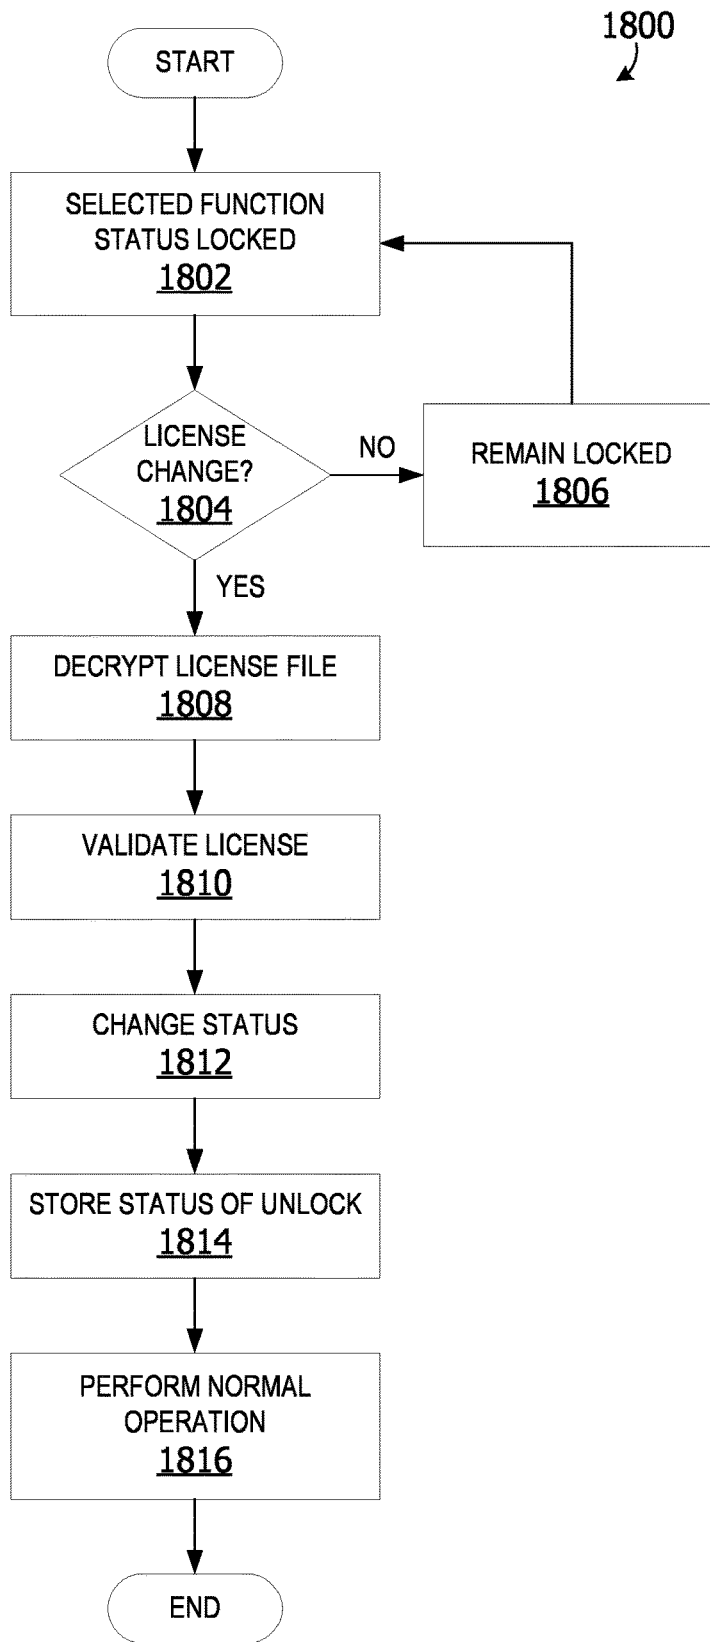 1800
START
SELECTED FUNCTION
STATUS LOCKED
1802
LICENSE
CHANGE?
1804
NO
REMAIN LOCKED
1806
YES
DECRYPT LICENSE FILE
1808
VALIDATE LICENSE
1810
CHANGE STATUS
1812
STORE STATUS OF UNLOCK
1814
PERFORM NORMAL
OPERATION
1816
END